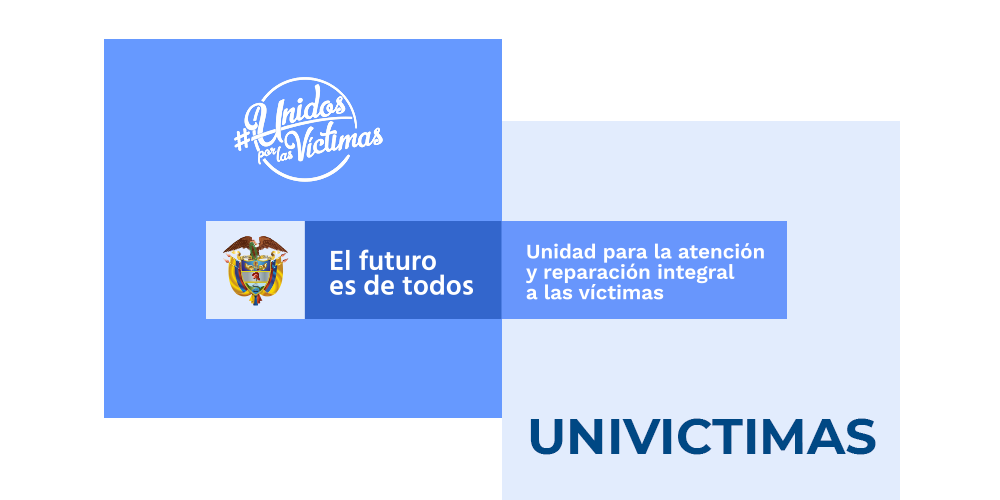 #Unidos
por las Víctimas
El futuro
es de todos
Unidad para la atención
y reparación integral
a las víctimas
UNIVICTIMAS